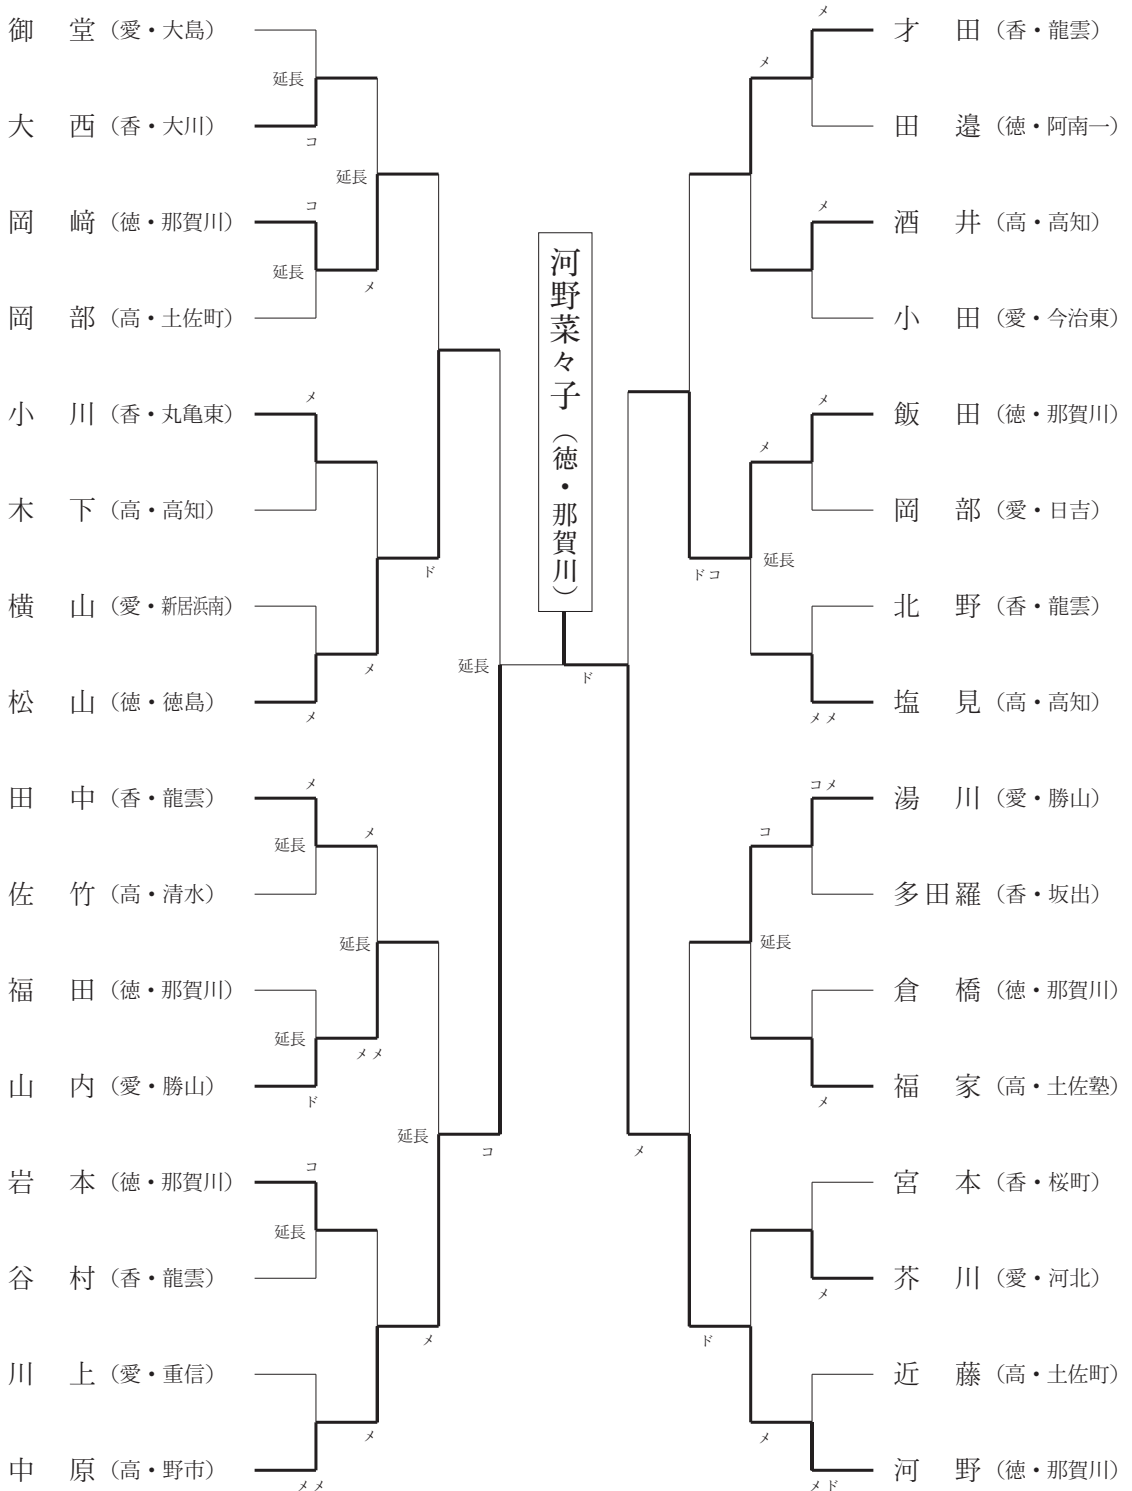 御堂（愛・大島）
延長
大西（香・大川）
コ
延長
コ
岡﨑（徳・那賀川）
延長
メ
岡部（高・土佐町）
メ
小川（香・丸亀東）
木下（高・高知）
ド
横山（愛・新居浜南）
メ
松山（徳・徳島）
メ
延長
メ
田中（香・龍雲）
メ
延長
佐竹（高・清水）
延長
福田（徳・那賀川）
延長
メメ
山内（愛・勝山）
ド
延長
コ
コ
岩本（徳・那賀川）
延長
谷村（香・龍雲）
メ
川上（愛・重信）
メ
中原（高・野市）
メメ
河野菜々子（徳・那賀川）
ド
メ
才田（香・龍雲）
メ
田邉（徳・阿南一）
メ
酒井（高・高知）
小田（愛・今治東）
メ
飯田（徳・那賀川）
メ
岡部（愛・日吉）
延長
ドコ
北野（香・龍雲）
塩見（高・高知）
メメ
コメ
湯川（愛・勝山）
コ
多田羅（香・坂出）
延長
倉橋（徳・那賀川）
福家（高・土佐塾）
メ
メ
宮本（香・桜町）
芥川（愛・河北）
メ
ド
近藤（高・土佐町）
メ
河野（徳・那賀川）
メド